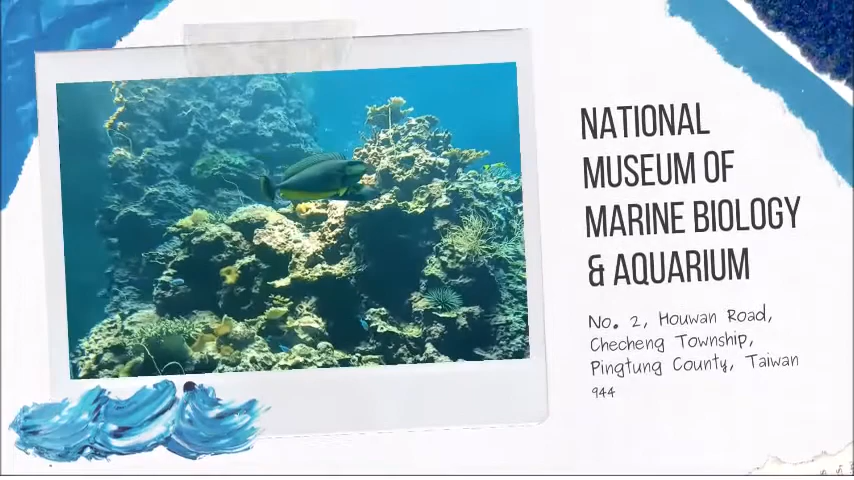 NATIONAL
MUSEUM OF
MARINE BIOLOGY
& AQUARIUM
No. 2, Houwan Road,
Checheng Township,
Pingtung County, Taiwan
944